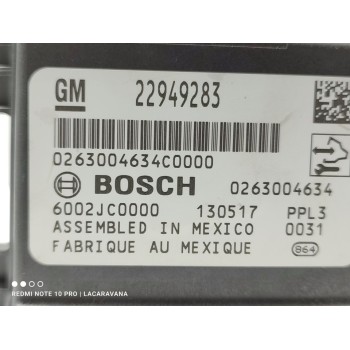 GM 22949283
0263004634C0000
BOSCH 0263004634
6002JC0000 130517 PPL3
ASSEMBLED IN MEXICO 0031
FABRIQUE AU MEXIQUE 864
REDMI NOTE 10 PRO | LACARAVANA